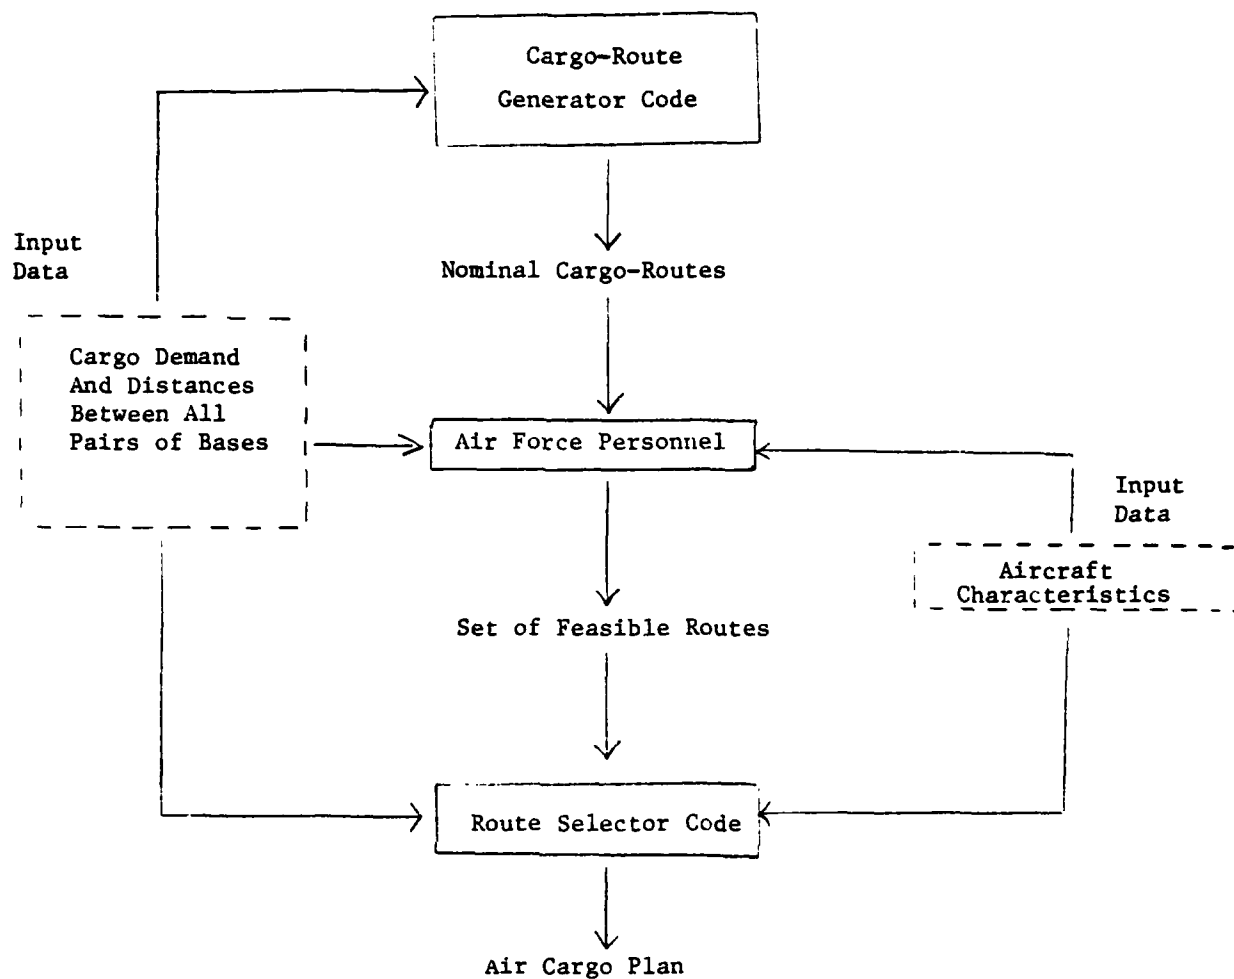 Cargo-Route
Generator Code
Input
Data
Nominal Cargo-Routes
Cargo Demand
And Distances
Between All
Pairs of Bases
Air Force Personnel
Input
Data
Aircraft
Characteristics
Set of Feasible Routes
Route Selector Code
Air Cargo Plan